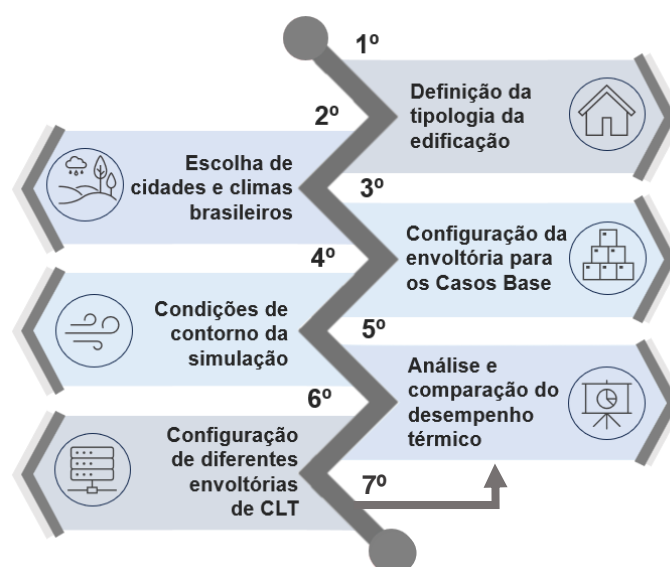 1º
Definição da
tipologia da
edificação
2º
Escolha de
cidades e climas
brasileiros
3º
Configuração da
envoltória para
os Casos Base
4º
Condições de
contorno da
simulação
5º
Análise e
comparação do
desempenho
térmico
6º
Configuração
de diferentes
envoltórias
de CLT
7º